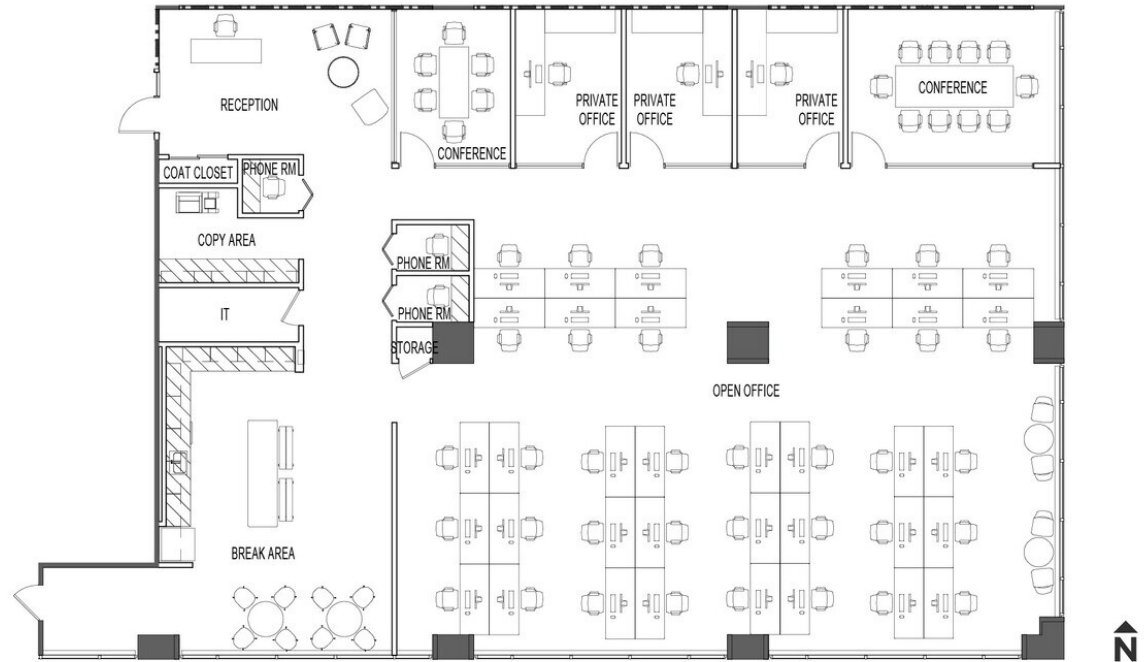 RECEPTION
CONFERENCE
PRIVATE
OFFICE
PRIVATE
OFFICE
PRIVATE
OFFICE
CONFERENCE
COAT CLOSET
PHONE RM
COPY AREA
PHONE RM
IT
PHONE RM
STORAGE
OPEN OFFICE
BREAK AREA
N